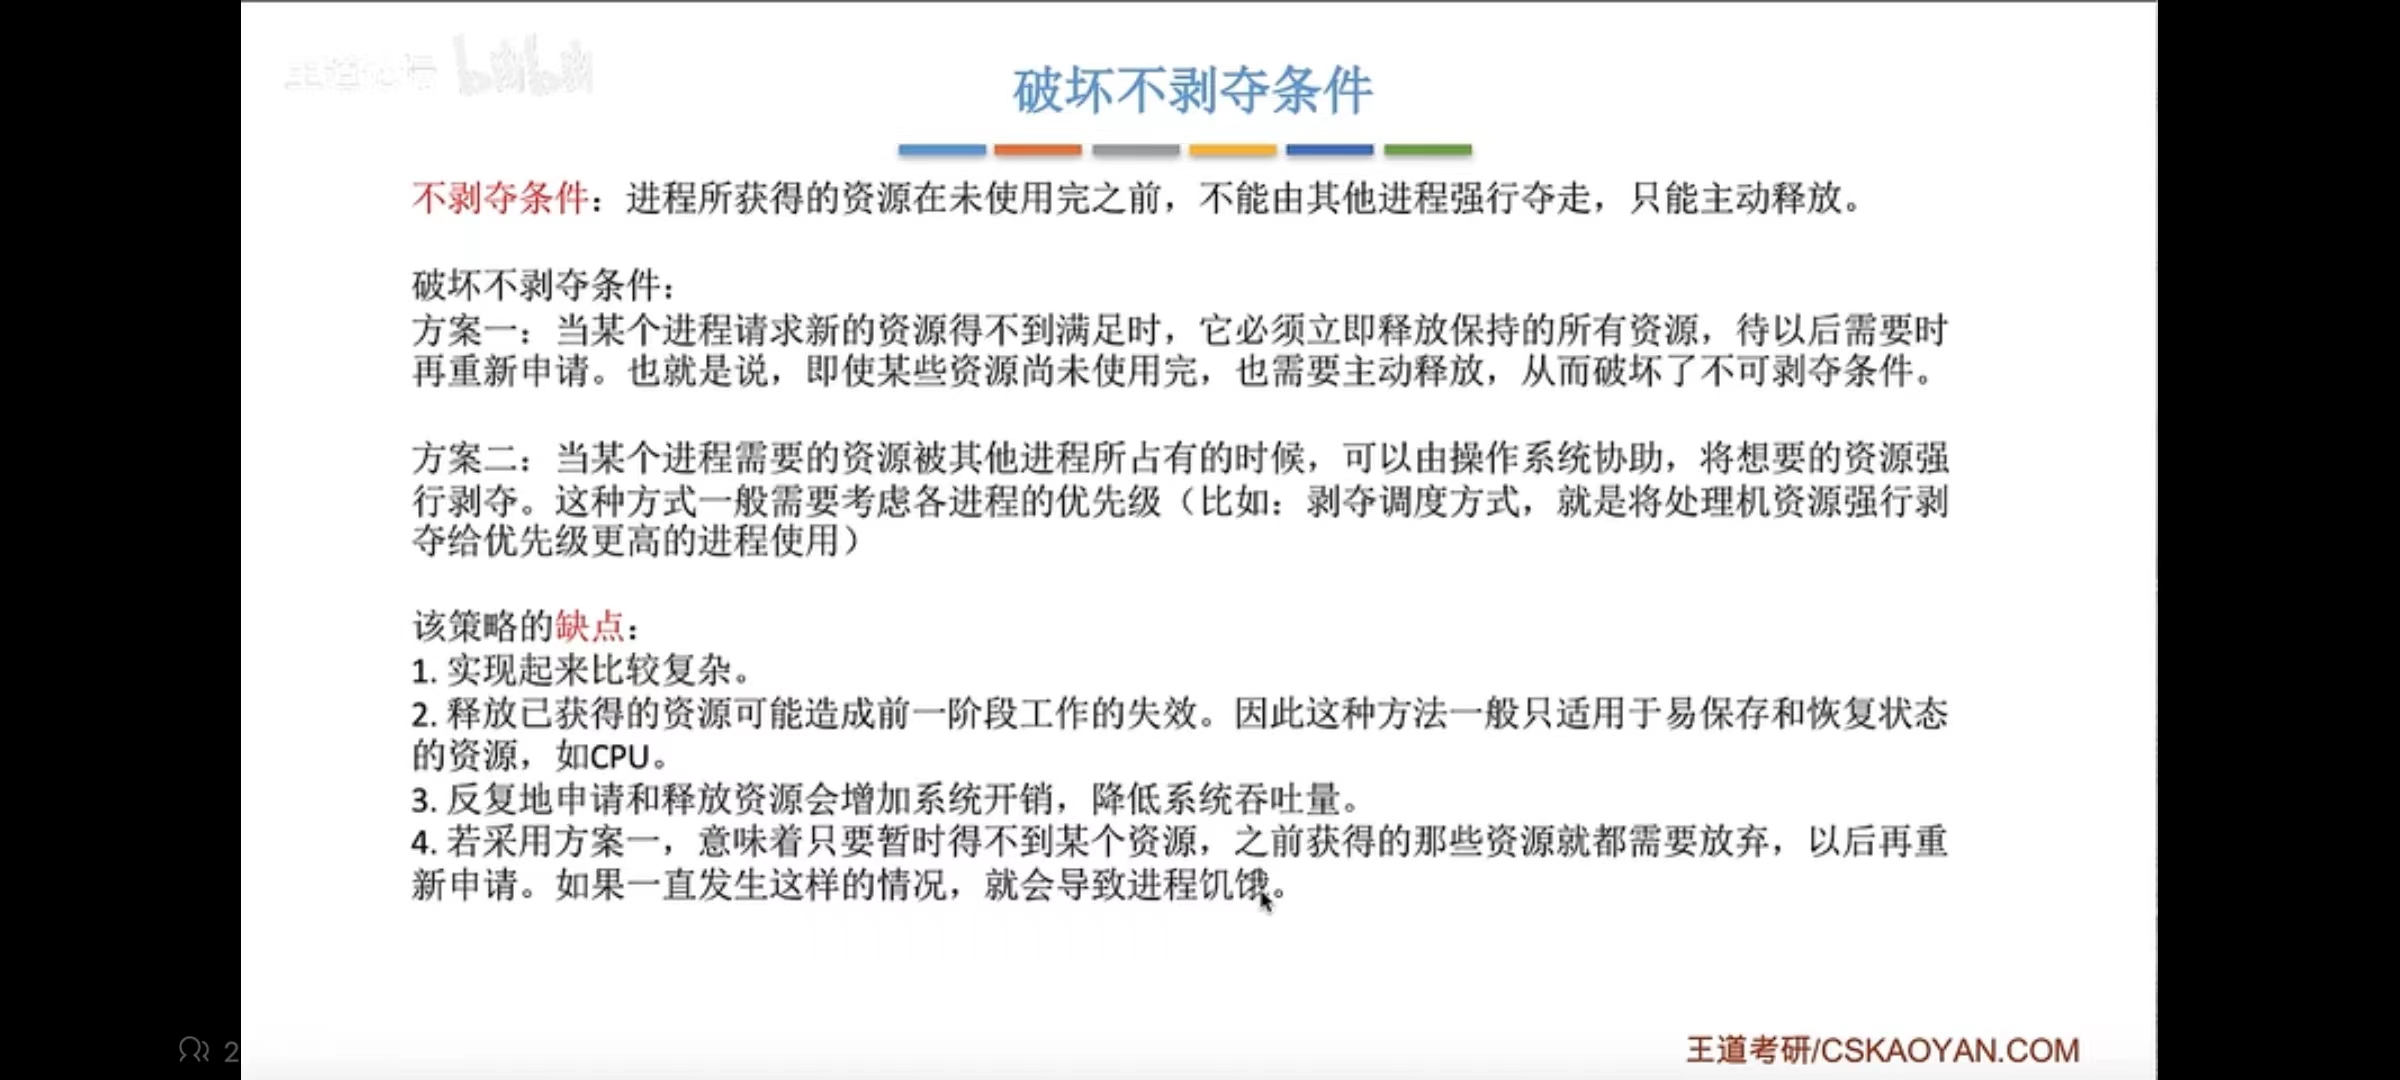 王道论坛 bilibili
破坏不剥夺条件
不剥夺条件：进程所获得的资源在未使用完之前，不能由其他进程强行夺走，只能主动释放。
破坏不剥夺条件：
方案一：当某个进程请求新的资源得不到满足时，它必须立即释放保持的所有资源，待以后需要时
再重新申请。也就是说，即使某些资源尚未使用完，也需要主动释放，从而破坏了不可剥夺条件。
方案二：当某个进程需要的资源被其他进程所占有的时候，可以由操作系统协助，将想要的资源强
行剥夺。这种方式一般需要考虑各进程的优先级（比如：剥夺调度方式，就是将处理机资源强行剥
夺给优先级更高的进程使用）
该策略的缺点：
1. 实现起来比较复杂。
2. 释放已获得的资源可能造成前一阶段工作的失效。因此这种方法一般只适用于易保存和恢复状态
的资源，如CPU。
3. 反复地申请和释放资源会增加系统开销，降低系统吞吐量。
4. 若采用方案一，意味着只要暂时得不到某个资源，之前获得的那些资源就都需要放弃，以后再重
新申请。如果一直发生这样的情况，就会导致进程饥饿。
2
王道考研/CSKAOYAN.COM